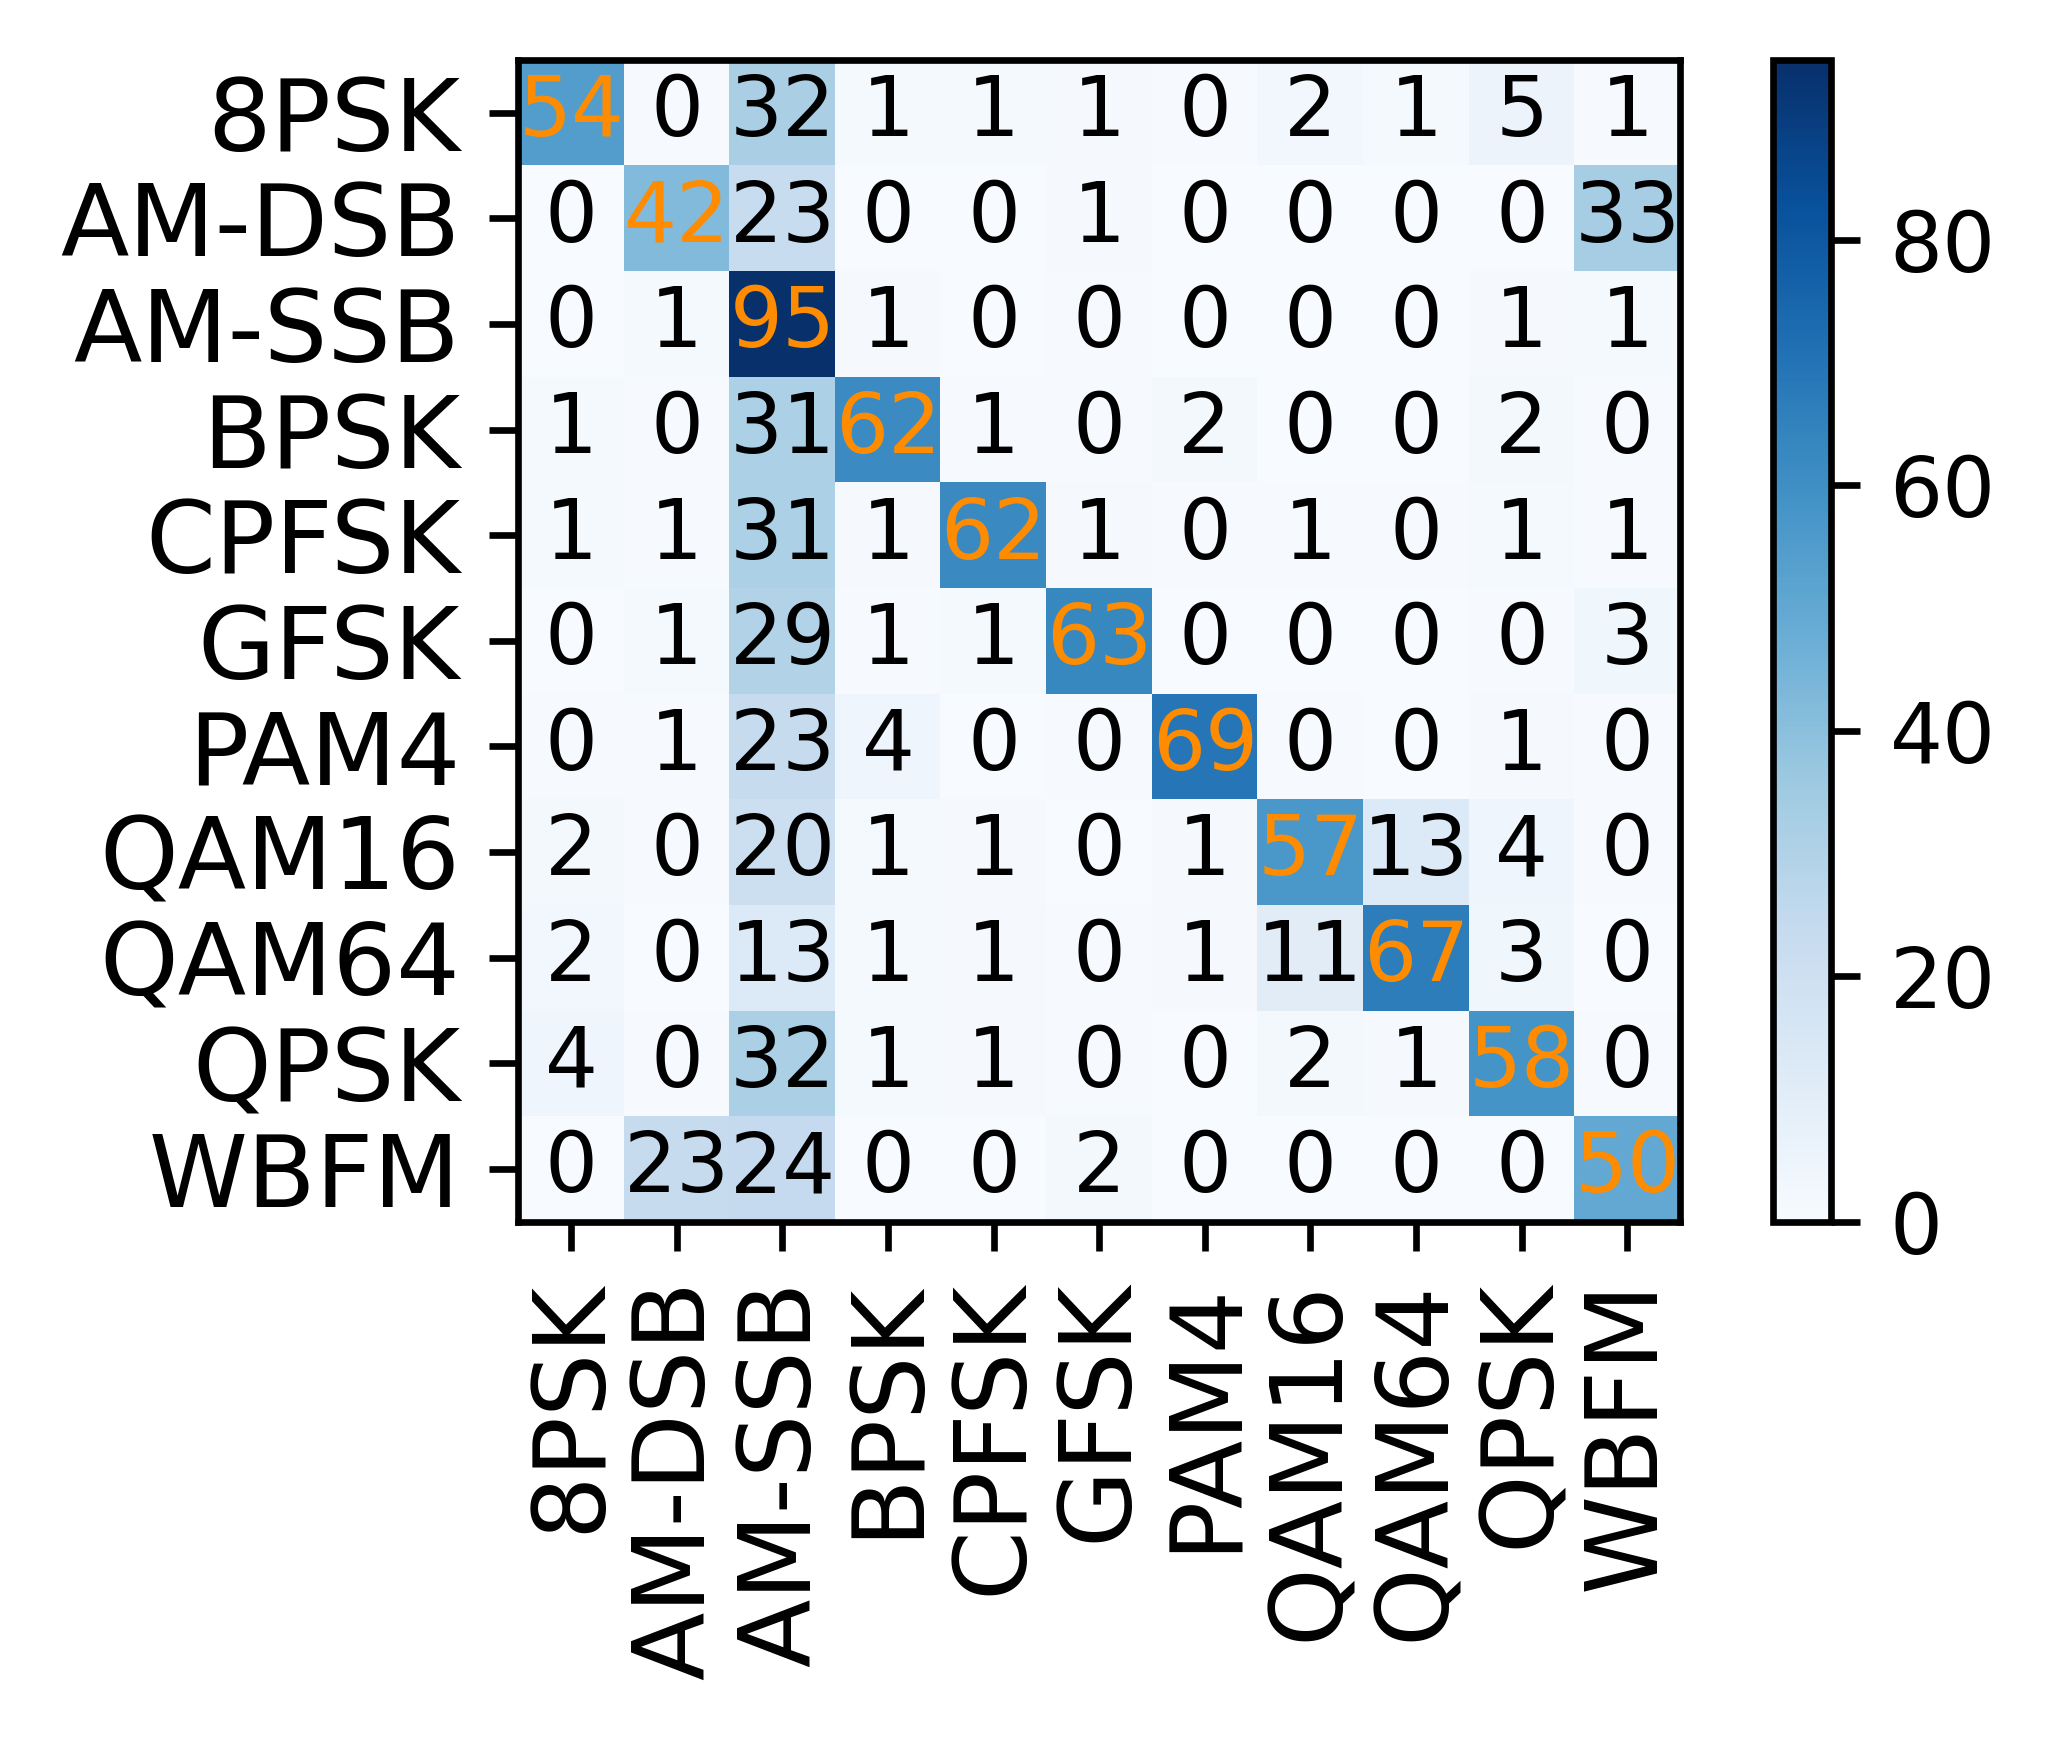 8PSK 54 0 32 1 1 1 0 2 1 5 1
AM-DSB 0 42 23 0 0 1 0 0 0 0 33
AM-SSB 0 1 95 1 0 0 0 0 0 1 1
BPSK 1 0 31 62 1 0 2 0 0 2 0
CPFSK 1 1 31 1 62 1 0 1 0 1 1
GFSK 0 1 29 1 1 63 0 0 0 0 3
PAM4 0 1 23 4 0 0 69 0 0 1 0
QAM16 2 0 20 1 1 0 1 57 13 4 0
QAM64 2 0 13 1 1 0 1 11 67 3 0
QPSK 4 0 32 1 1 0 0 2 1 58 0
WBFM 0 23 24 0 0 2 0 0 0 0 50
8PSK
AM-DSB
AM-SSB
BPSK
CPFSK
GFSK
PAM4
QAM16
QAM64
QPSK
WBFM
80
60
40
20
0